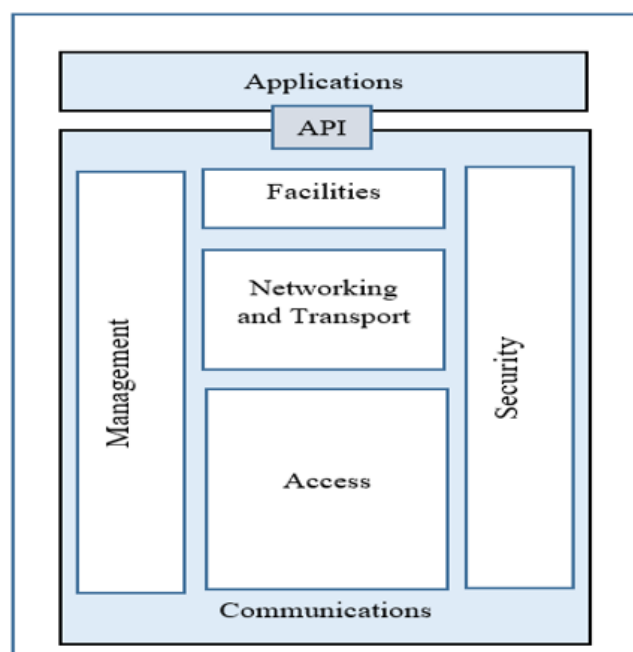 Applications
API
Facilities
Networking
and Transport
Management
Security
Access
Communications